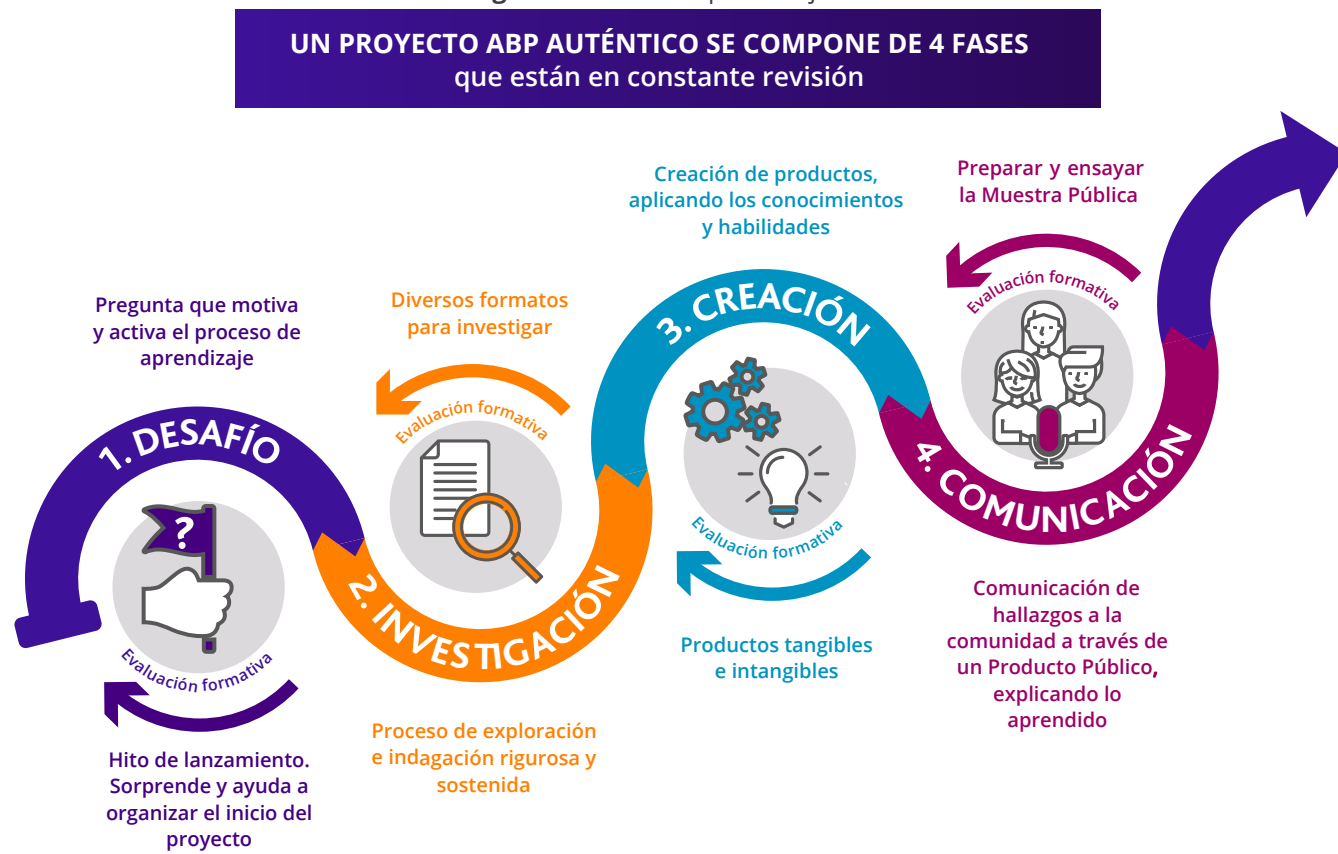 UN PROYECTO ABP AUTÉNTICO SE COMPONE DE 4 FASES
que están en constante revisión
Pregunta que motiva
y activa el proceso de
aprendizaje
1. DESAFÍO
?
Evaluación formativa
Hito de lanzamiento.
Sorprende y ayuda a
organizar el inicio del
proyecto
Diversos formatos
para investigar
Evaluación formativa
2. INVESTIGACIÓN
Proceso de exploración
e indagación rigurosa y
sostenida
Creación de productos,
aplicando los conocimientos
y habilidades
3. CREACIÓN
Evaluación formativa
Productos tangibles
e intangibles
Preparar y ensayar
la Muestra Pública
Evaluación formativa
4. COMUNICACIÓN
Comunicación de
hallazgos a la
comunidad a través de
un Producto Público,
explicando lo
aprendido